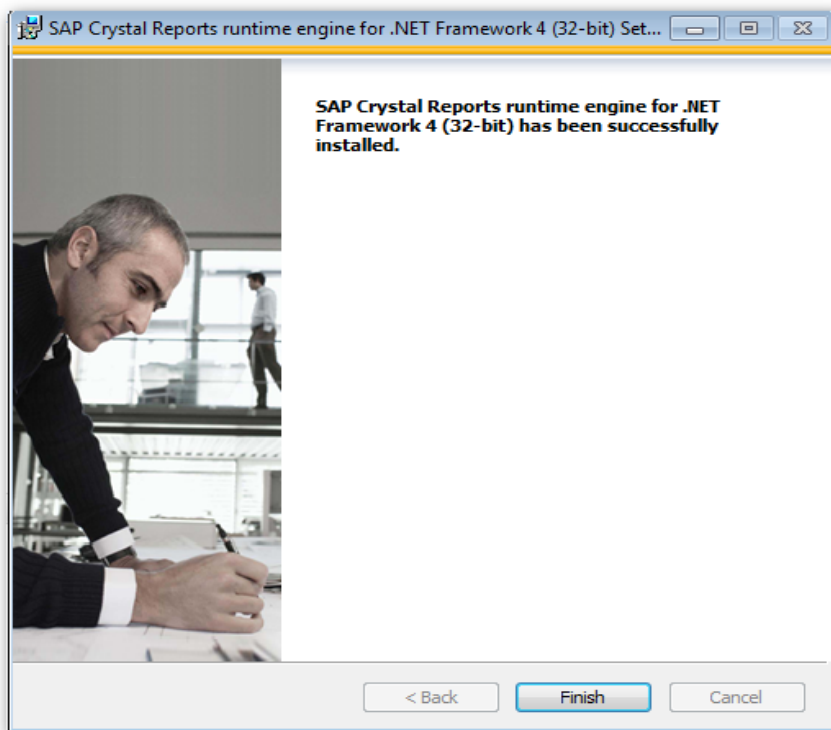 SAP Crystal Reports runtime engine for .NET Framework 4 (32-bit) Set...
SAP Crystal Reports runtime engine for .NET
Framework 4 (32-bit) has been successfully
installed.
< Back
Finish
Cancel